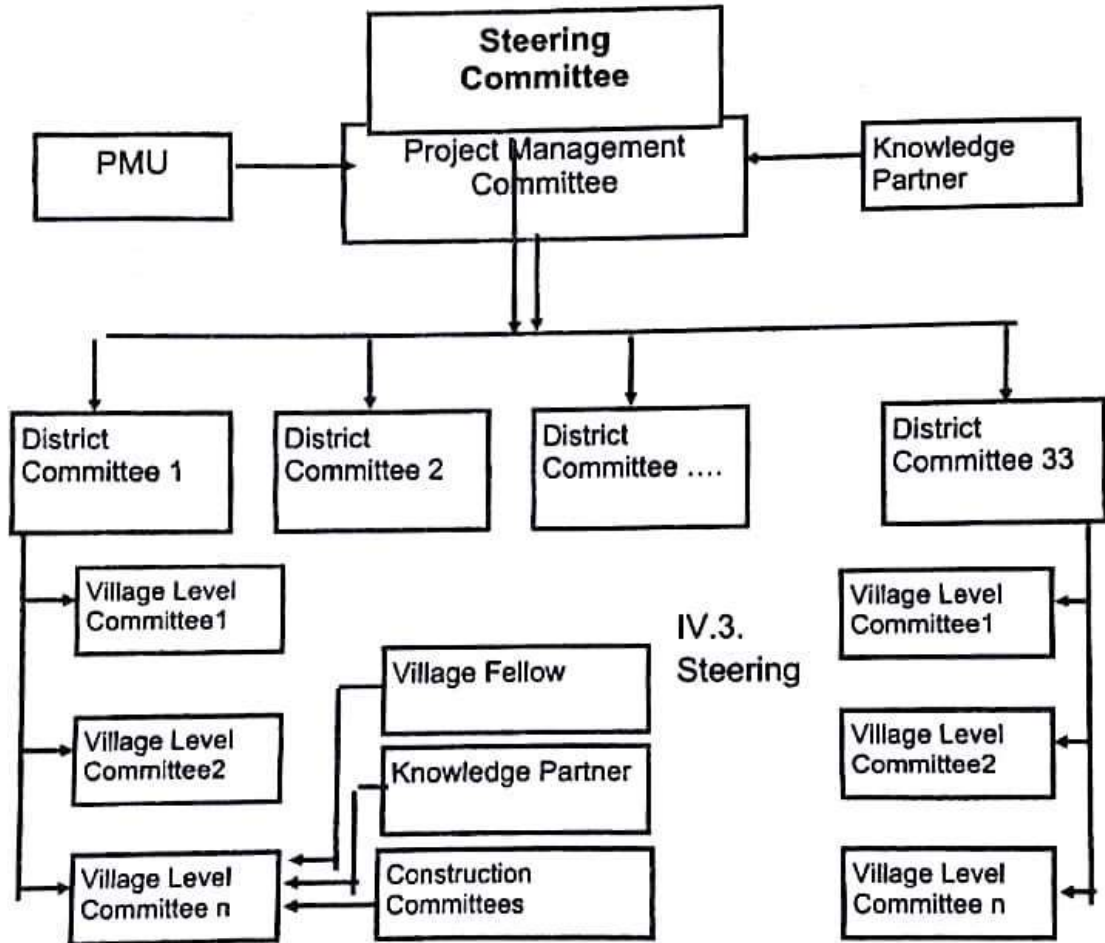 Steering
Committee
PMU
Project Management
Committee
Knowledge
Partner
District
Committee 1
District
Committee 2
District
Committee ....
District
Committee 33
Village Level
Committee1
Village Level
Committee2
Village Level
Committee n
Village Fellow
Knowledge Partner
Construction
Committees
IV.3.
Steering
Village Level
Committee1
Village Level
Committee2
Village Level
Committee n